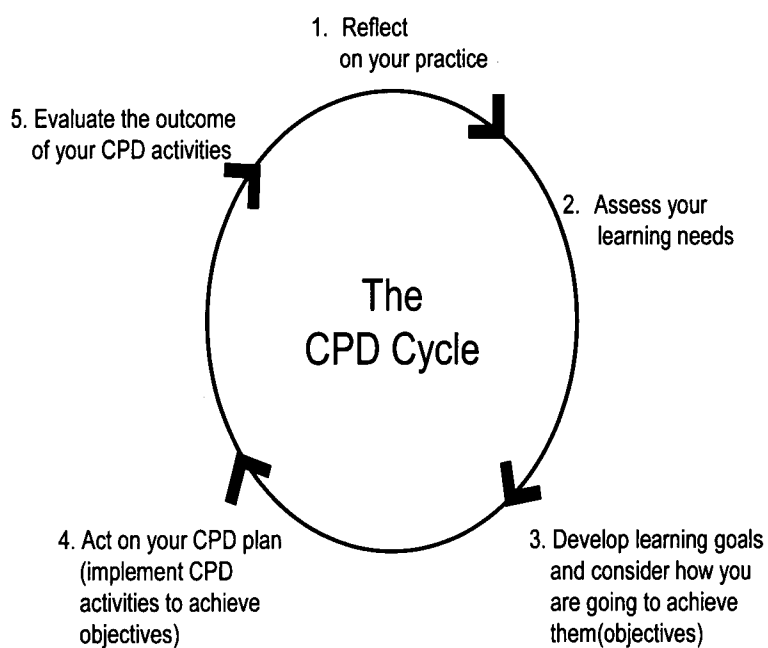 1. Reflect
on your practice
2. Assess your
learning needs
3. Develop learning goals
and consider how you
are going to achieve
them(objectives)
4. Act on your CPD plan
(implement CPD
activities to achieve
objectives)
5. Evaluate the outcome
of your CPD activities
The
CPD Cycle